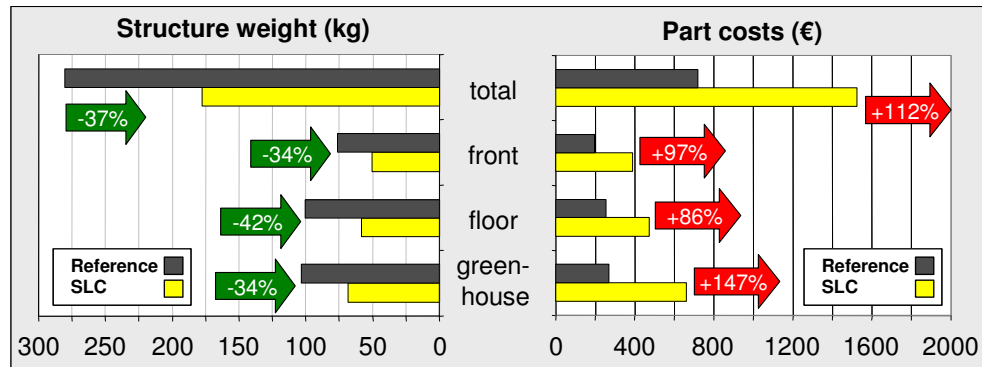 Structure weight (kg)
Part costs (€)
total
-37%
+112%
front
-34%
+97%
floor
-42%
+86%
green-
house
-34%
+147%
Reference
SLC
Reference
SLC
300 250 200 150 100 50 0
0 400 800 1200 1600 2000